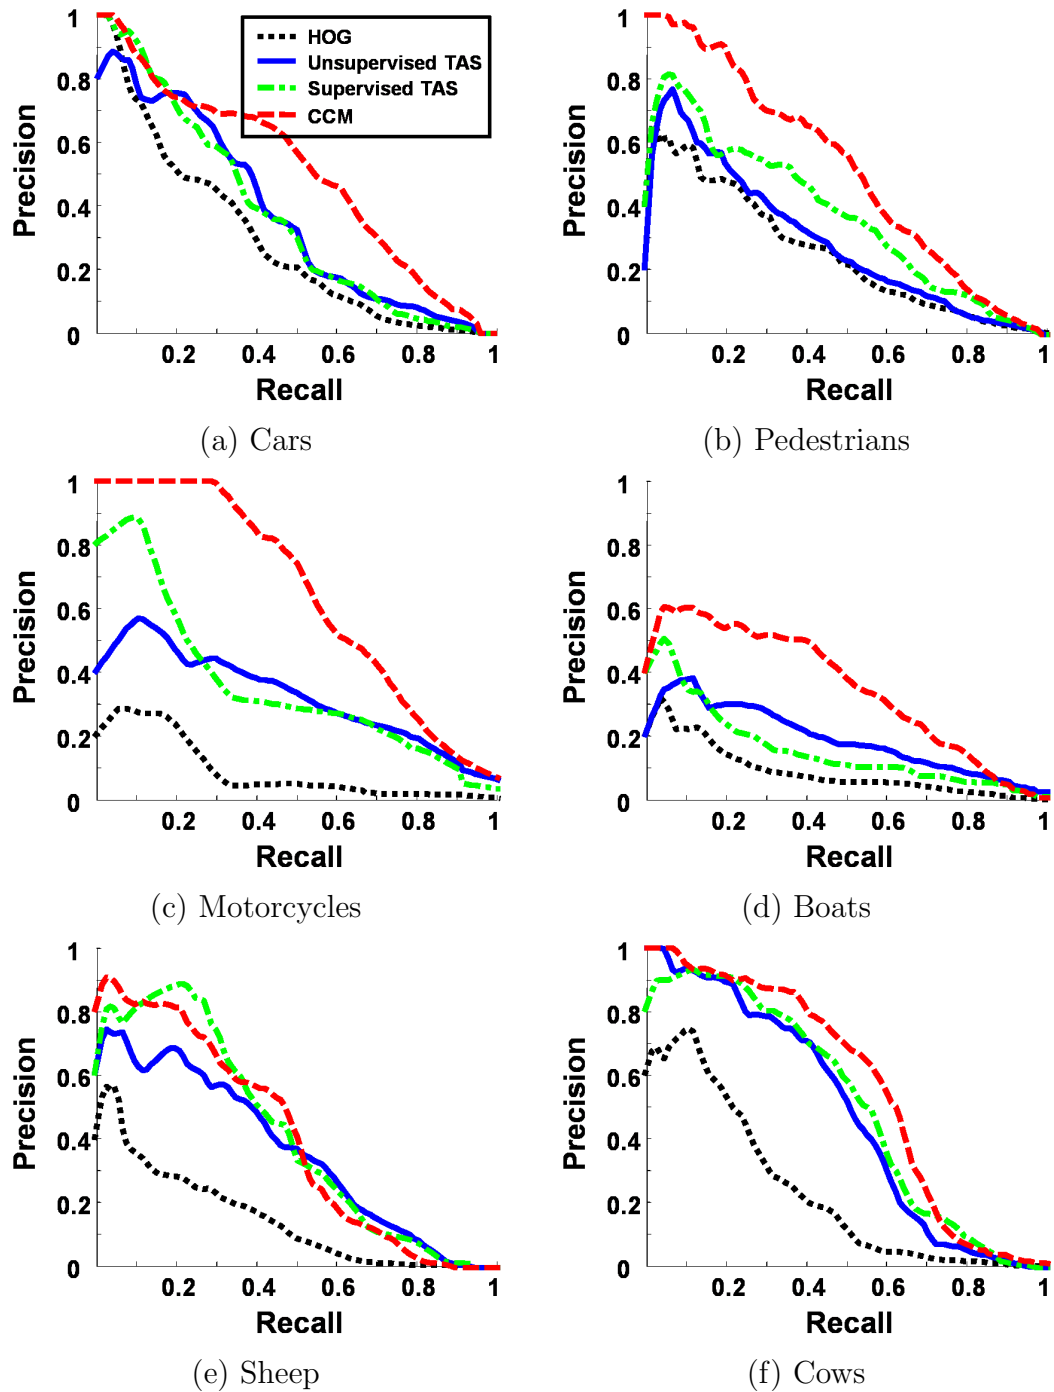 1
0.8
0.6
0.4
0.2
0
Precision
0.2 0.4 0.6 0.8 1
Recall
HOG
Unsupervised TAS
Supervised TAS
CCM
(a) Cars
1
0.8
0.6
0.4
0.2
0
Precision
0.2 0.4 0.6 0.8 1
Recall
(b) Pedestrians
1
0.8
0.6
0.4
0.2
0
Precision
0.2 0.4 0.6 0.8 1
Recall
(c) Motorcycles
1
0.8
0.6
0.4
0.2
0
Precision
0.2 0.4 0.6 0.8 1
Recall
(d) Boats
1
0.8
0.6
0.4
0.2
0
Precision
0.2 0.4 0.6 0.8 1
Recall
(e) Sheep
1
0.8
0.6
0.4
0.2
0
Precision
0.2 0.4 0.6 0.8 1
Recall
(f) Cows